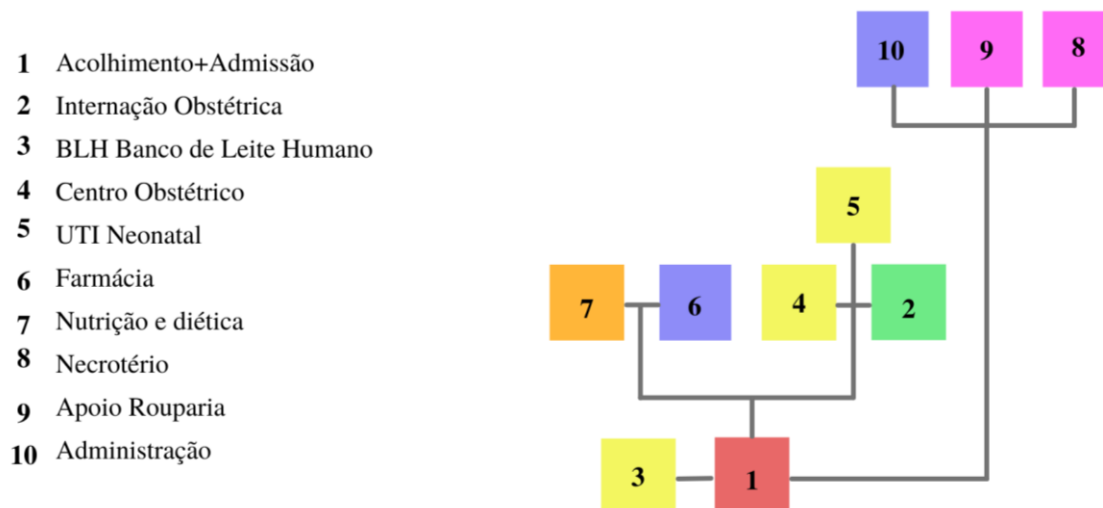 1 Acolhimento+Admissão
2 Internação Obstétrica
3 BLH Banco de Leite Humano
4 Centro Obstétrico
5 UTI Neonatal
6 Farmácia
7 Nutrição e diética
8 Necrotério
9 Apoio Rouparia
10 Administração
10 9 8
5
7 6 4 2
3 1